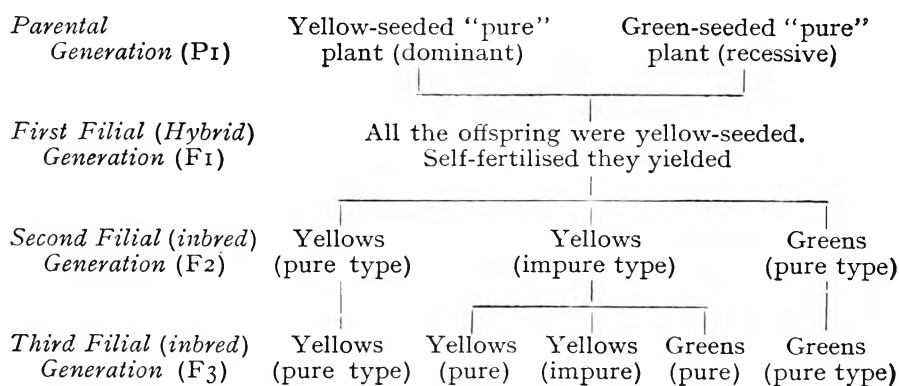 Parental Yellow-seeded “pure” Green-seeded “pure”
Generation (P1) plant (dominant) plant (recessive)
First Filial (Hybrid) All the offspring were yellow-seeded.
Generation (F1) Self-fertilised they yielded
Second Filial (inbred) Yellows Yellows Greens
Generation (F2) (pure type) (impure type) (pure type)
Third Filial (inbred) Yellows Yellows Yellows Greens Greens
Generation (F3) (pure type) (pure) (impure) (pure) (pure type)